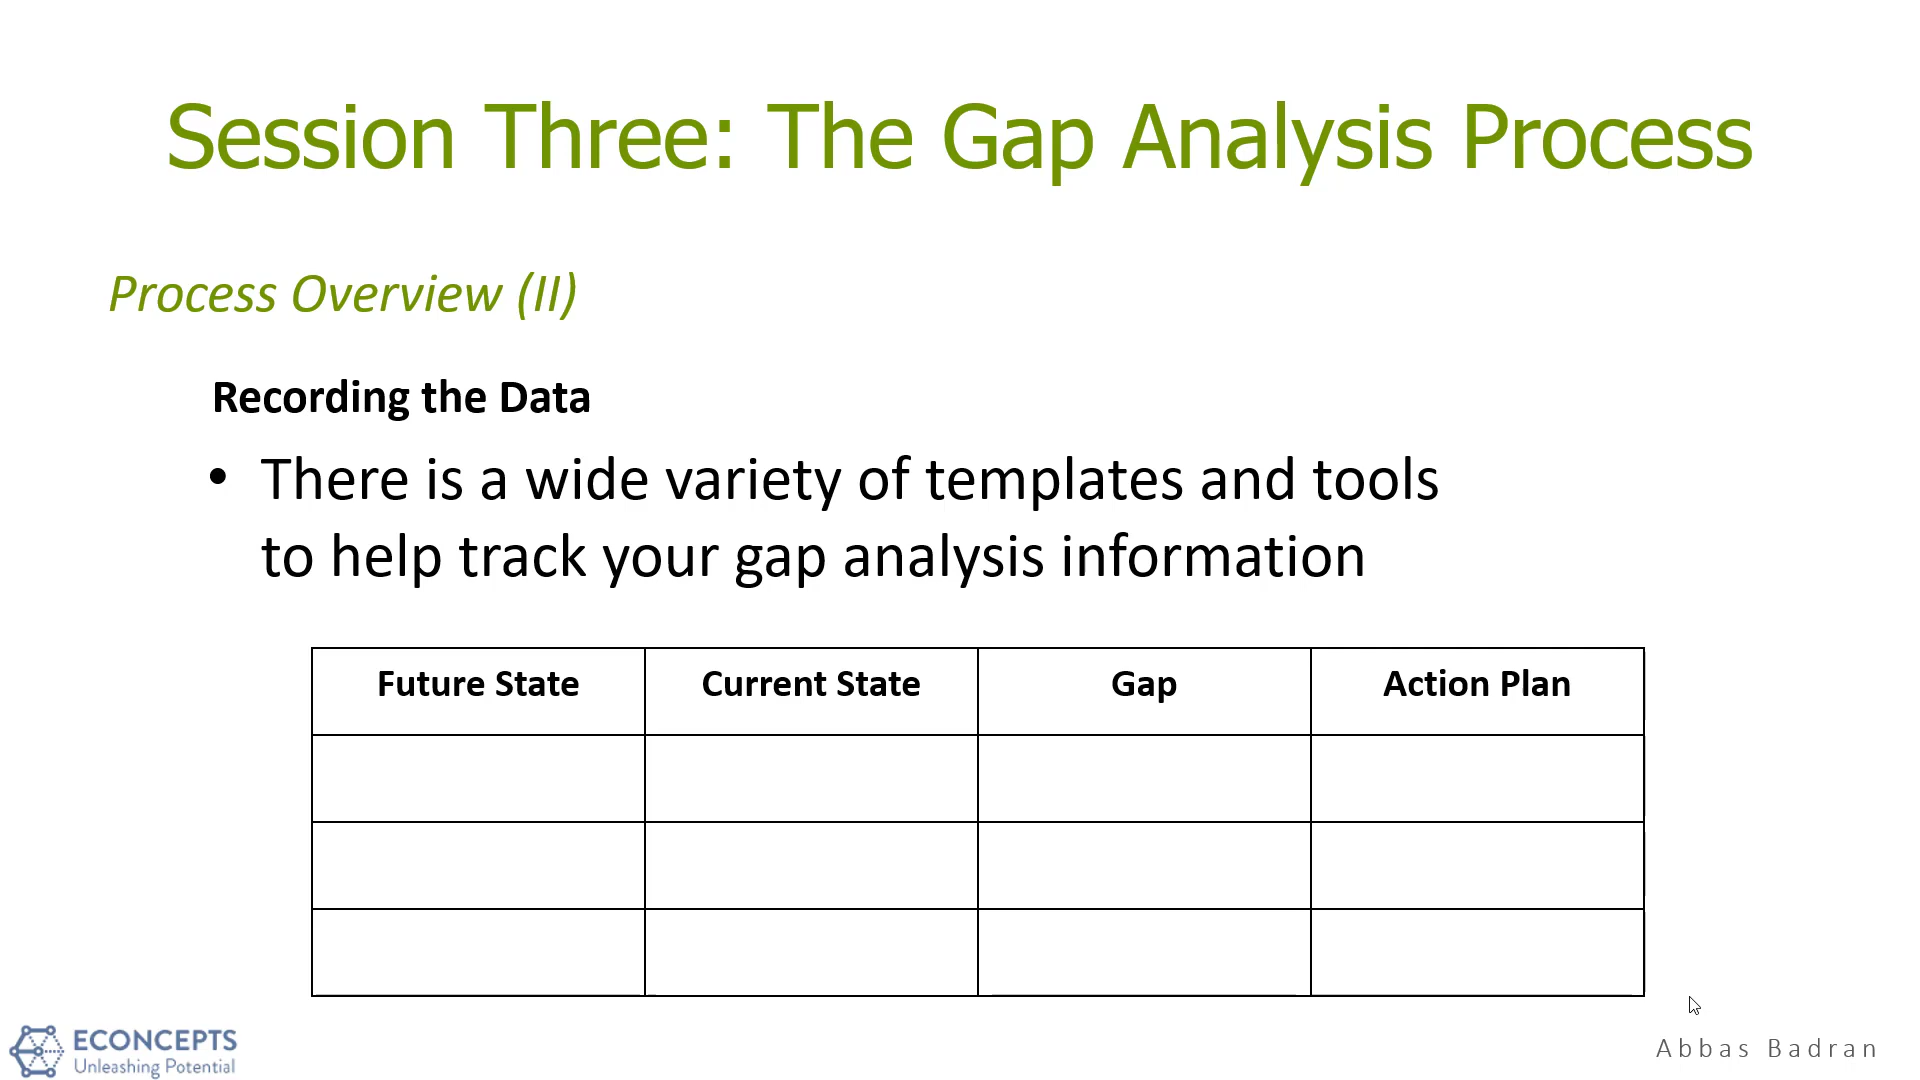 Session Three: The Gap Analysis Process
Process Overview (II)
Recording the Data
• There is a wide variety of templates and tools
to help track your gap analysis information
Future State Current State Gap Action Plan
ECONCEPTS
Unleashing Potential
Abbas Badran